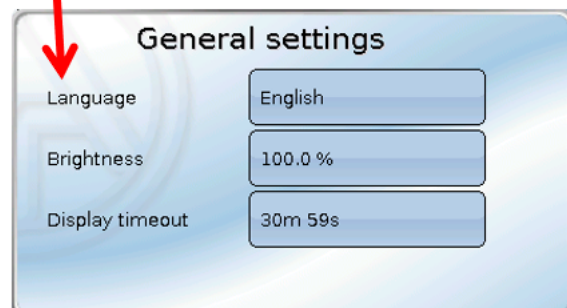 General settings
Language English
Brightness 100.0 %
Display timeout 30m 59s